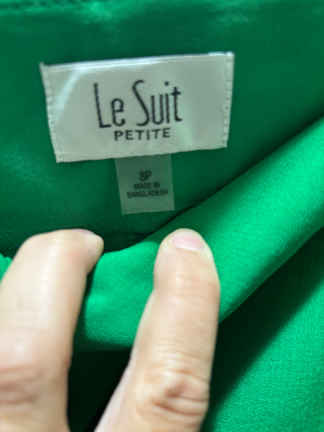 Le Suit
PETITE
8P
MADE IN
BANGLADESH